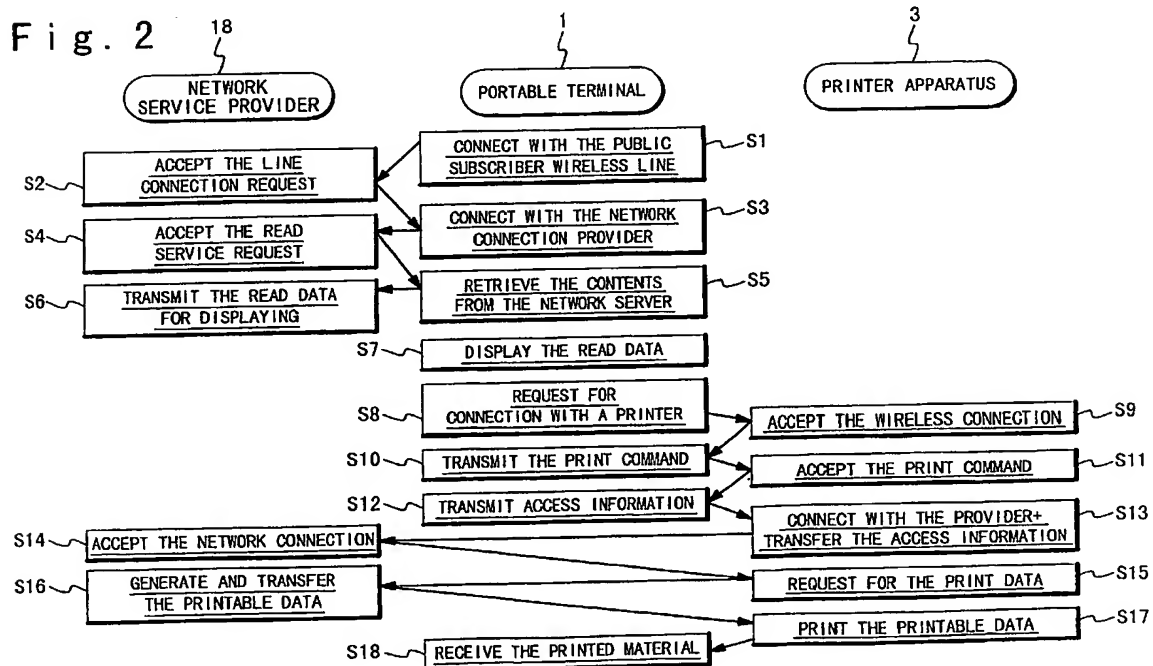 Fig. 2
18
1
3
NETWORK
SERVICE PROVIDER
PORTABLE TERMINAL
PRINTER APPARATUS
CONNECT WITH THE PUBLIC
SUBSCRIBER WIRELESS LINE
S1
S2
ACCEPT THE LINE
CONNECTION REQUEST
CONNECT WITH THE NETWORK
CONNECTION PROVIDER
S3
S4
ACCEPT THE READ
SERVICE REQUEST
RETRIEVE THE CONTENTS
FROM THE NETWORK SERVER
S5
S6
TRANSMIT THE READ DATA
FOR DISPLAYING
S7
DISPLAY THE READ DATA
S8
REQUEST FOR
CONNECTION WITH A PRINTER
ACCEPT THE WIRELESS CONNECTION
S9
S10
TRANSMIT THE PRINT COMMAND
ACCEPT THE PRINT COMMAND
S11
S12
TRANSMIT ACCESS INFORMATION
CONNECT WITH THE PROVIDER+
TRANSFER THE ACCESS INFORMATION
S13
S14
ACCEPT THE NETWORK CONNECTION
REQUEST FOR THE PRINT DATA
S15
S16
GENERATE AND TRANSFER
THE PRINTABLE DATA
PRINT THE PRINTABLE DATA
S17
S18
RECEIVE THE PRINTED MATERIAL